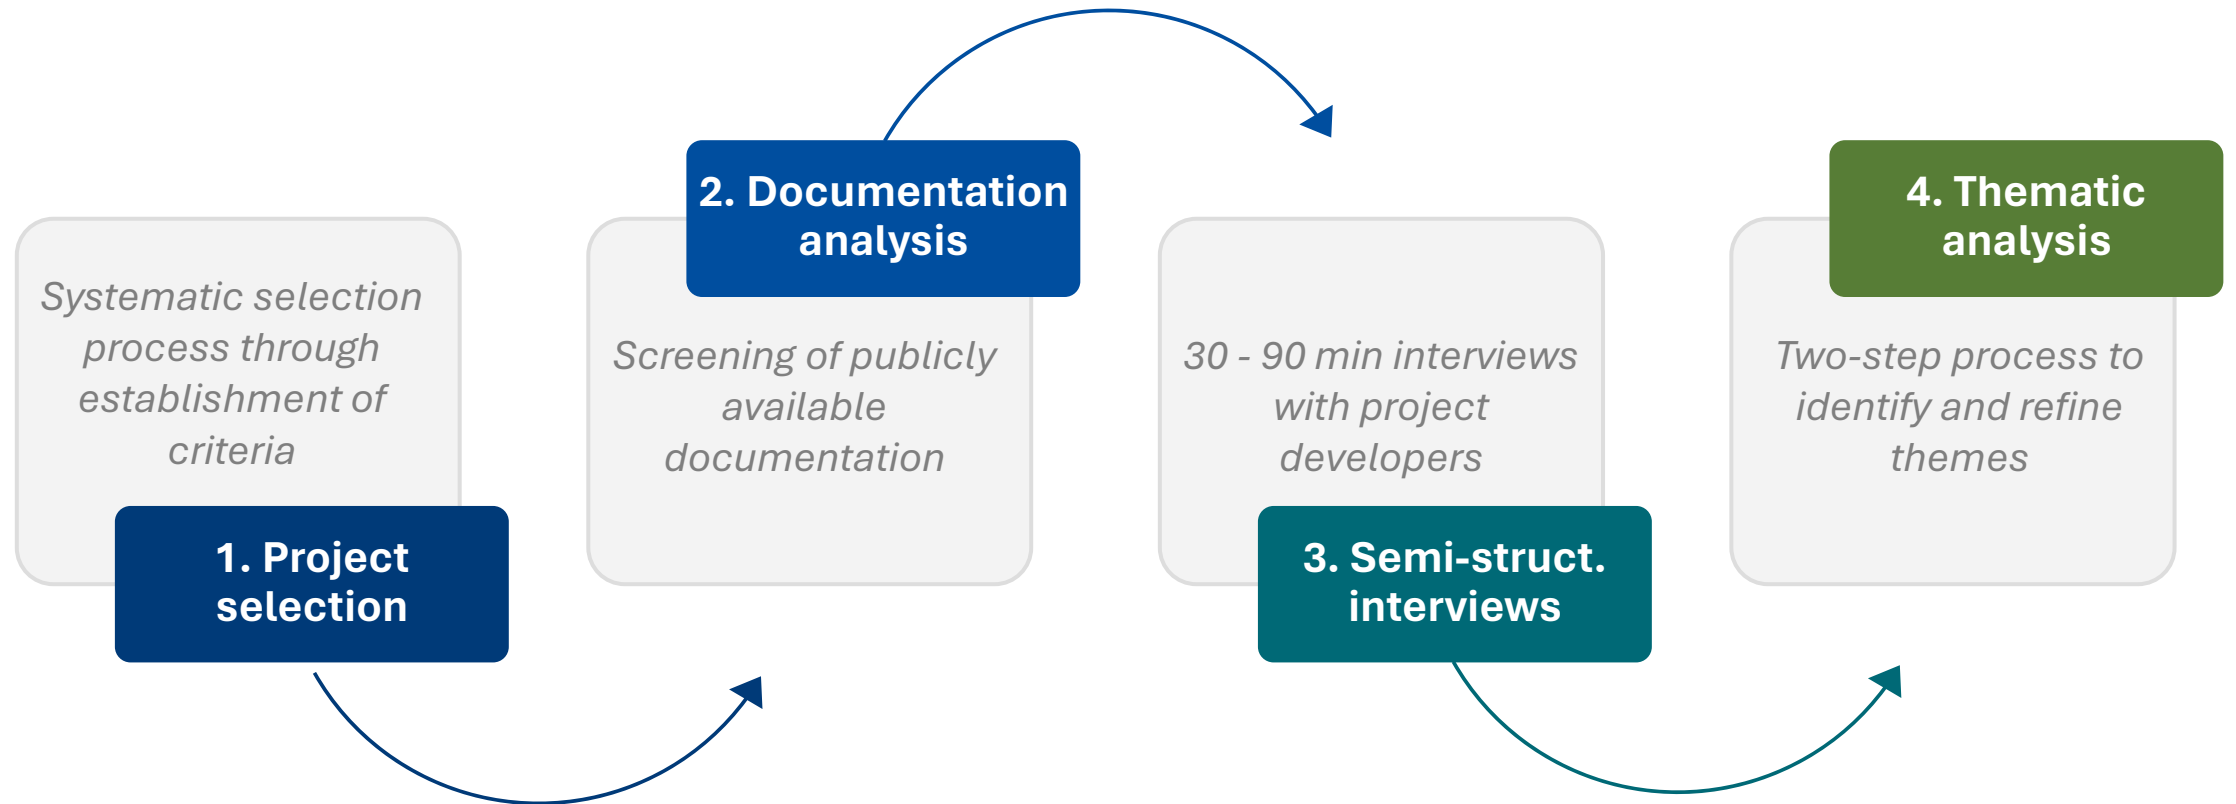 Systematic selection
process through
establishment of
criteria
1. Project
selection
2. Documentation
analysis
Screening of publicly
available
documentation
30 - 90 min interviews
with project
developers
3. Semi-struct.
interviews
4. Thematic
analysis
Two-step process to
identify and refine
themes